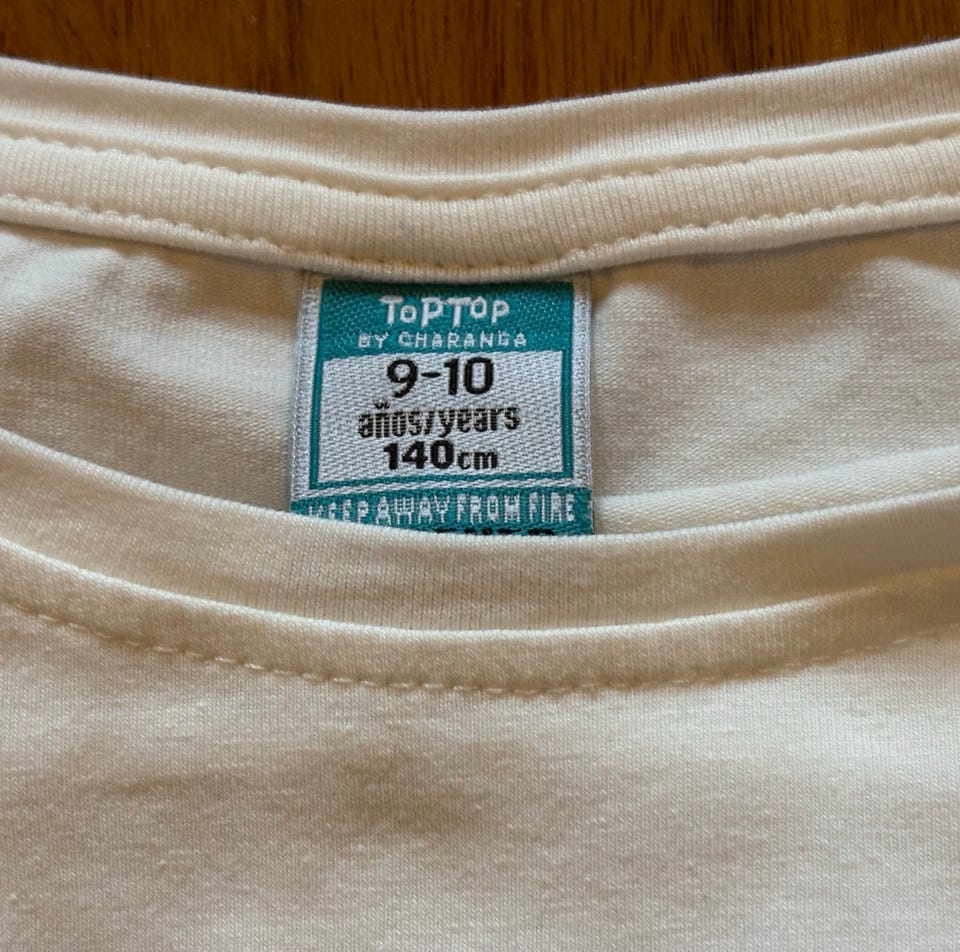 TOPTOP
BY CHARANGA
9-10
años/years
140cm
KEEP AWAY FROM FIRE